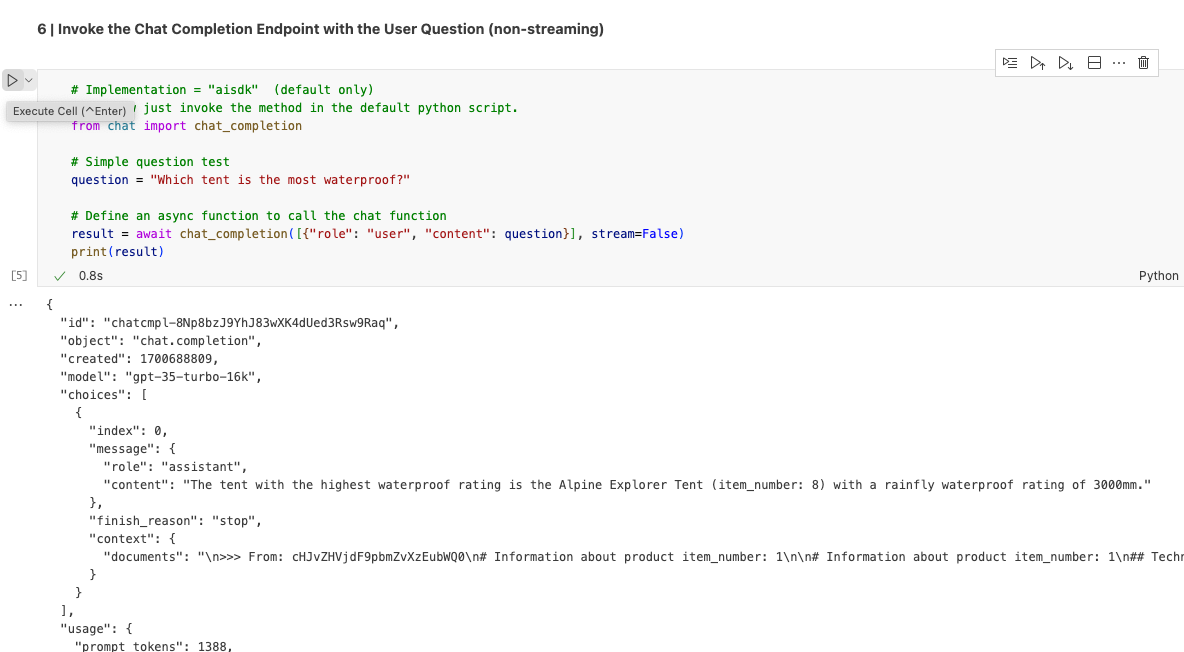 6 | Invoke the Chat Completion Endpoint with the User Question (non-streaming)
# Implementation = "aisdk"  (default only)
Execute Cell (^Enter) just invoke the method in the default python script.
from chat import chat_completion
# Simple question test
question = "Which tent is the most waterproof?"
# Define an async function to call the chat function
result = await chat_completion([{"role": "user", "content": question}], stream=False)
print(result)
[5] 0.8s Python
... {
"id": "chatcmpl-8Np8bzJ9YhJ83wXK4dUed3Rsw9Raq",
"object": "chat.completion",
"created": 1700688809,
"model": "gpt-35-turbo-16k",
"choices": [
{
"index": 0,
"message": {
"role": "assistant",
"content": "The tent with the highest waterproof rating is the Alpine Explorer Tent (item_number: 8) with a rainfly waterproof rating of 3000mm."
},
"finish_reason": "stop",
"context": {
"documents": "\n>>> From: cHJvZHVjdF9pbmZvXzEubWQ0\n# Information about product item_number: 1\n\n# Information about product item_number: 1\n## Techn
}
}
],
"usage": {
"prompt_tokens": 1388,